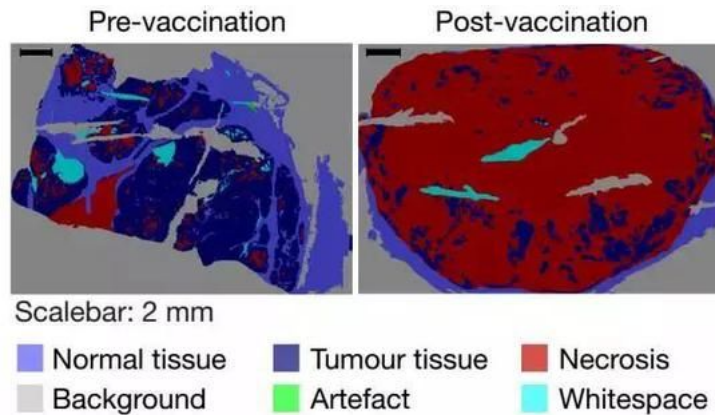 Pre-vaccination Post-vaccination
Scalebar: 2 mm
Normal tissue Tumour tissue Necrosis
Background Artefact Whitespace